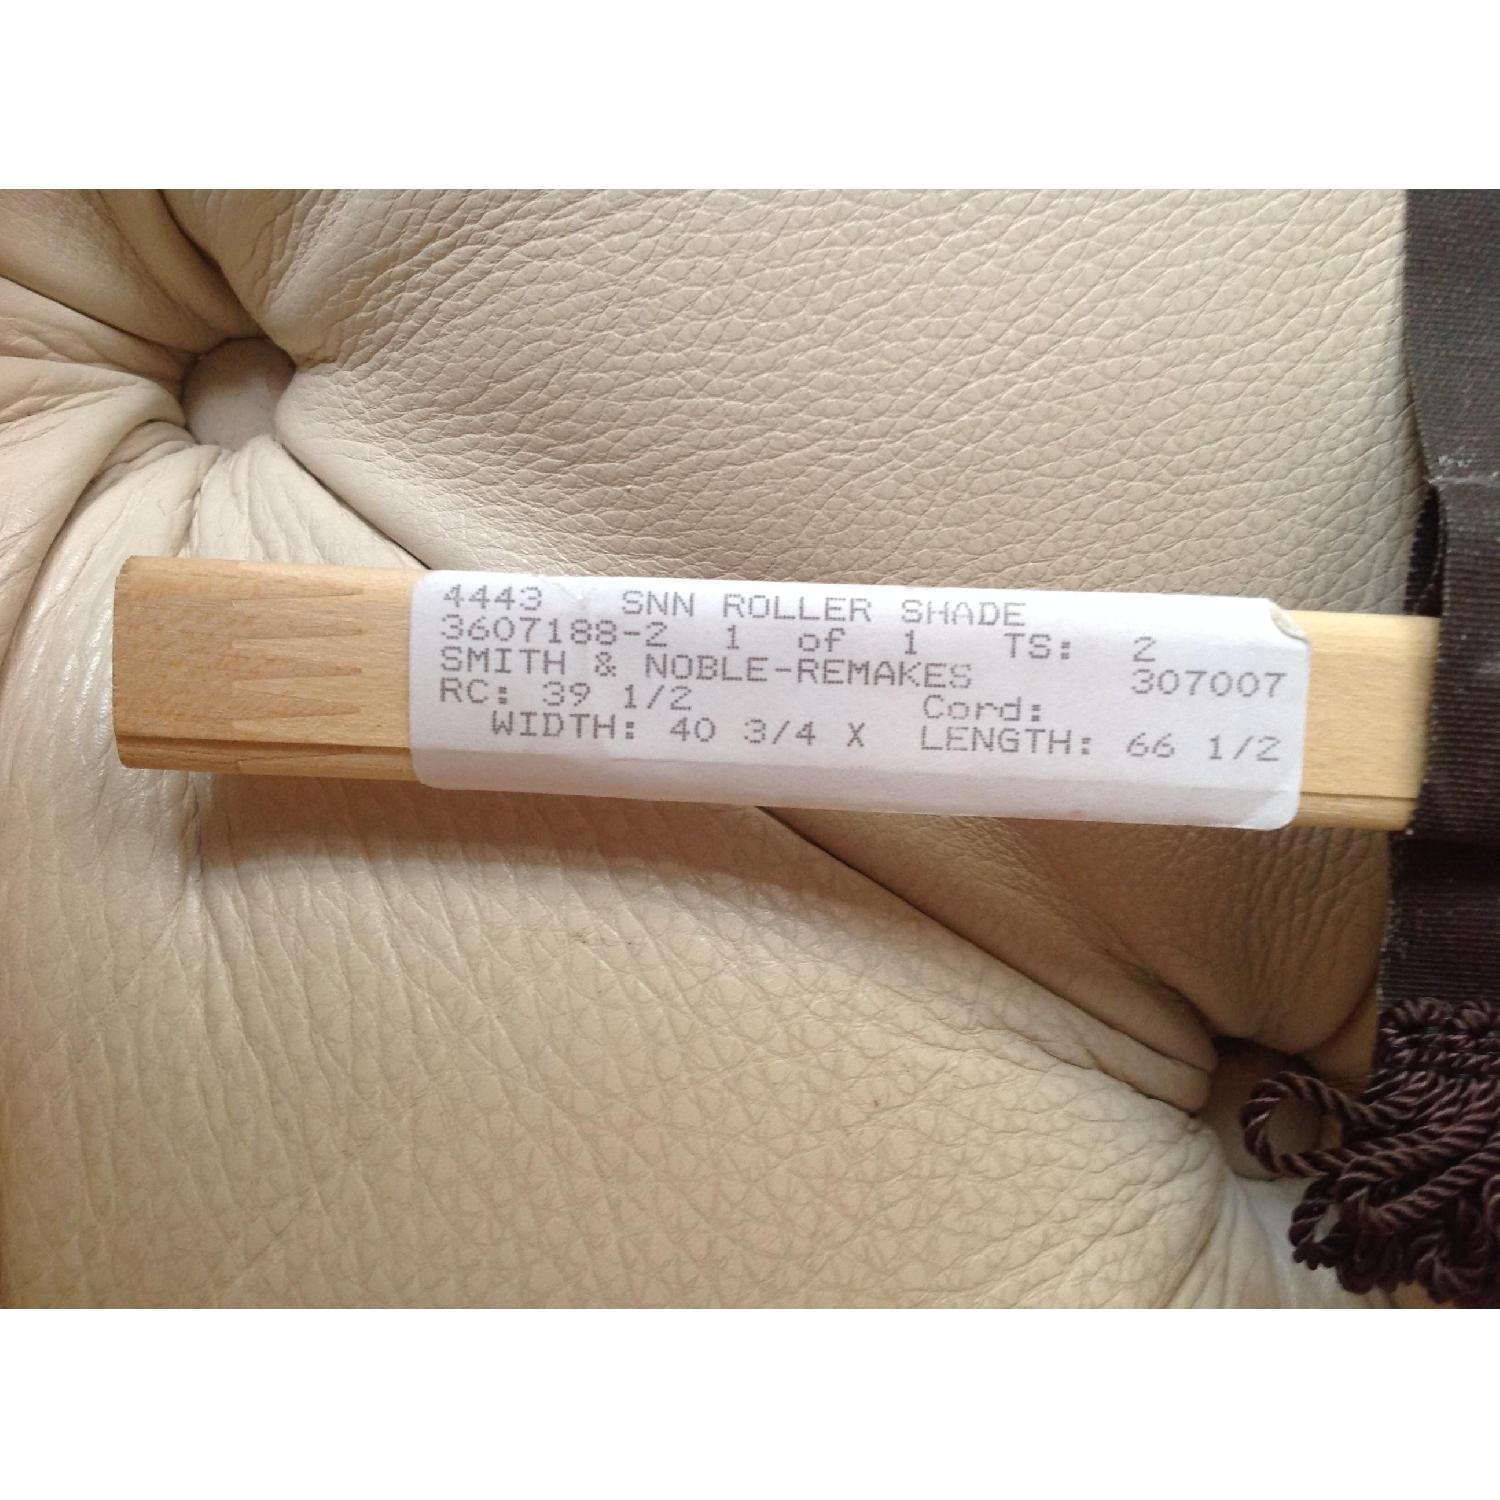 4443 SNN ROLLER SHADE
3607188-2 1 of 1 TS: 2
SMITH & NOBLE-REMAKES 307007
RC: 39 1/2 Cord:
WIDTH: 40 3/4 X LENGTH: 66 1/2